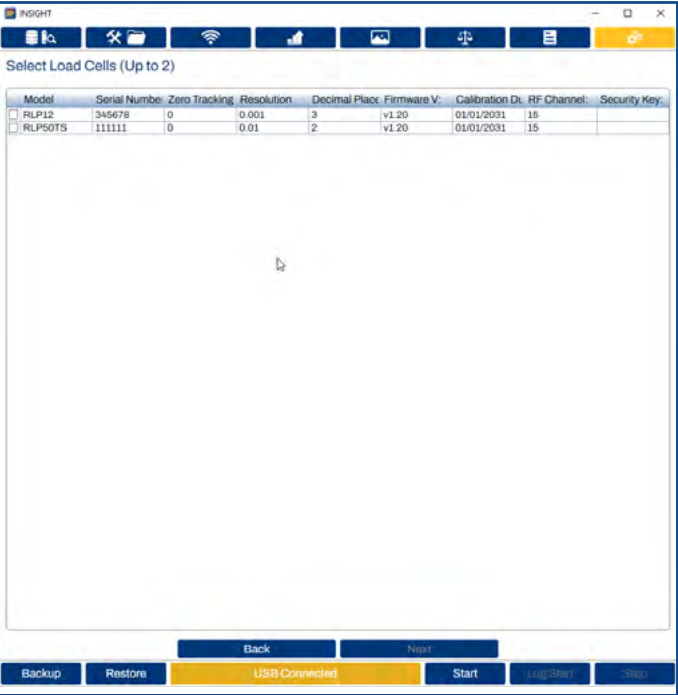 INSIGHT
Select Load Cells (Up to 2)
Model Serial Numbe Zero Tracking Resolution Decimal Place Firmware V: Calibration Du RF Channel: Security Key:
RLP12 345678 0 0.001 3 v1.20 01/01/2031 15
RLP50TS 111111 0 0.01 2 v1.20 01/01/2031 15
Back Next
Backup Restore USB Connected Start Log Start Stop